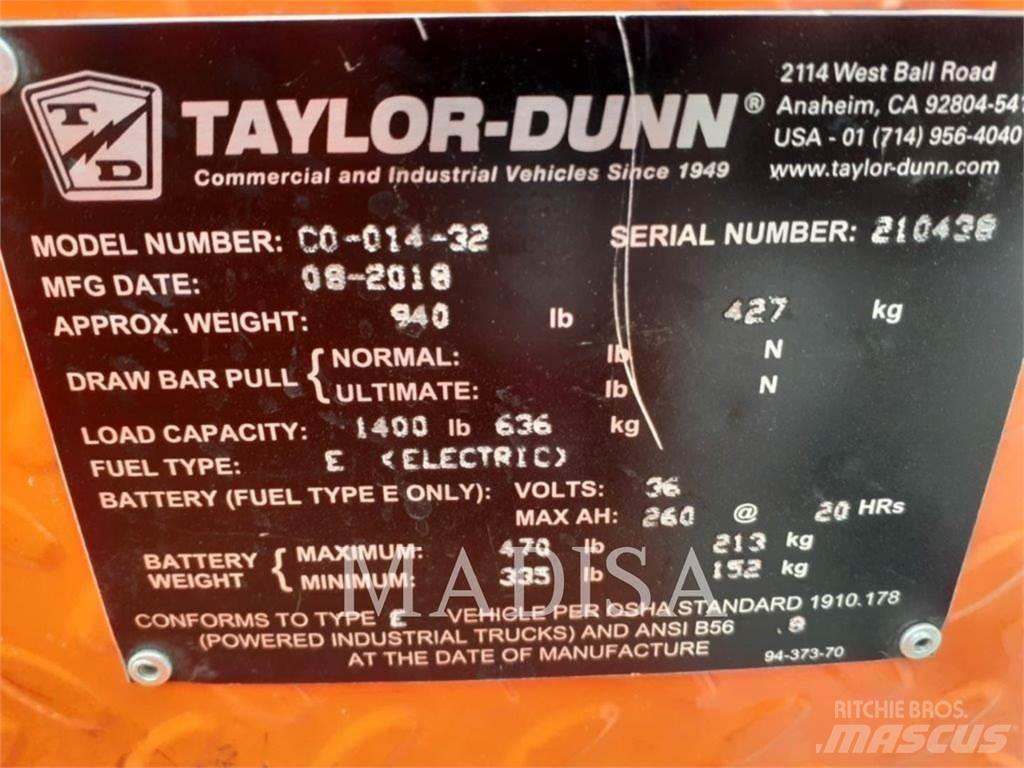 TD
TAYLOR-DUNN®
Commercial and Industrial Vehicles Since 1949
2114 West Ball Road
Anaheim, CA 92804-541
USA - 01 (714) 956-4040
www.taylor-dunn.com
MODEL NUMBER: CO-014-32 SERIAL NUMBER: 210438
MFG DATE: 08-2018
APPROX. WEIGHT: 940 lb 427 kg
DRAW BAR PULL { NORMAL: lb N
ULTIMATE: lb N
LOAD CAPACITY: 1400 lb 636 kg
FUEL TYPE: E (ELECTRIC)
BATTERY (FUEL TYPE E ONLY): VOLTS: 36
MAX AH: 260 @ 20 HRs
BATTERY WEIGHT { MAXIMUM: 470 lb 213 kg
MINIMUM: 335 lb 152 kg
MADISA
CONFORMS TO TYPE E VEHICLE PER OSHA STANDARD 1910.178
(POWERED INDUSTRIAL TRUCKS) AND ANSI B56 .8
AT THE DATE OF MANUFACTURE 94-373-70
RITCHIE BROS.
MASCUS